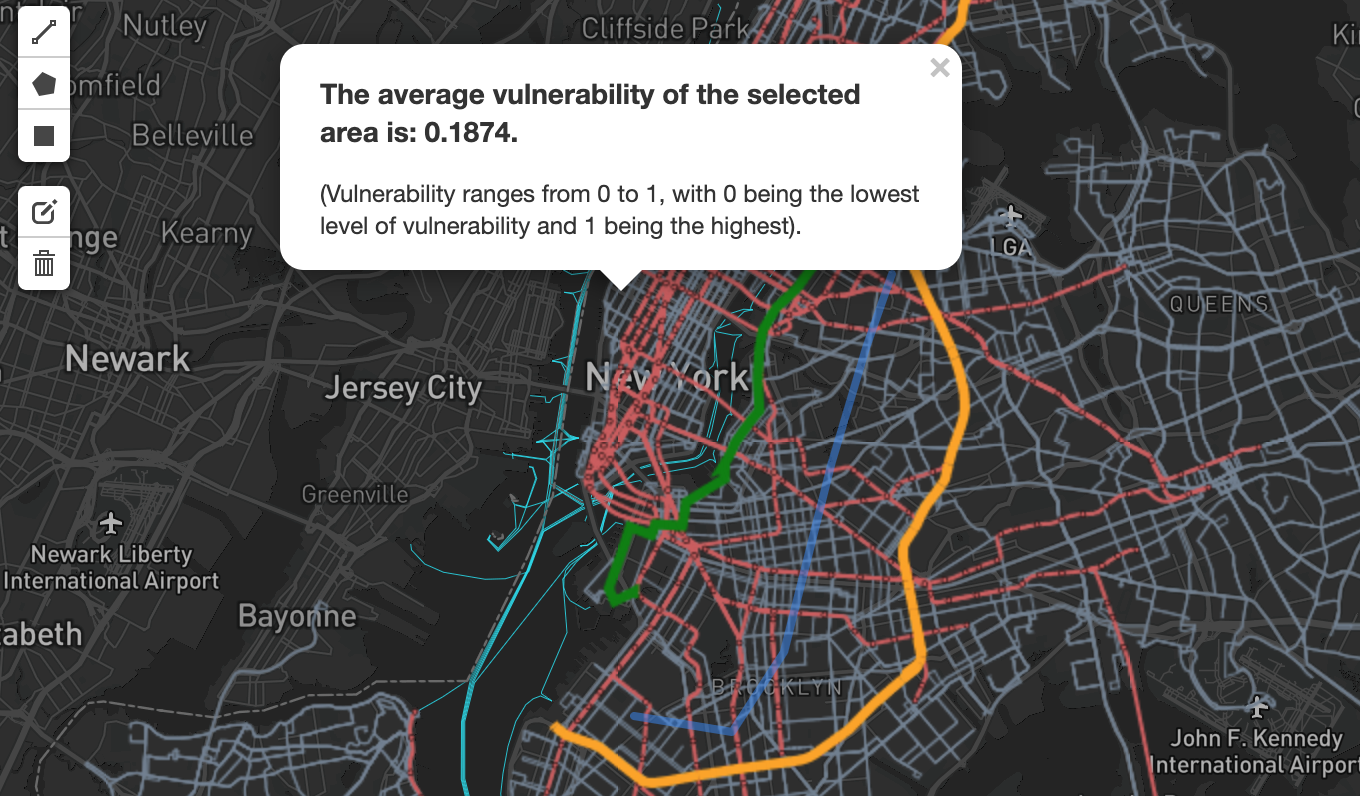 Nutley
Cliffside Park
omfield
Belleville
The average vulnerability of the selected
area is: 0.1874.
(Vulnerability ranges from 0 to 1, with 0 being the lowest
level of vulnerability and 1 being the highest).
nge
Kearny
LGA
QUEENS
Newark
Jersey City
New York
Greenville
Newark Liberty
International Airport
Bayonne
zabeth
BROOKLYN
John F. Kennedy
International Airport